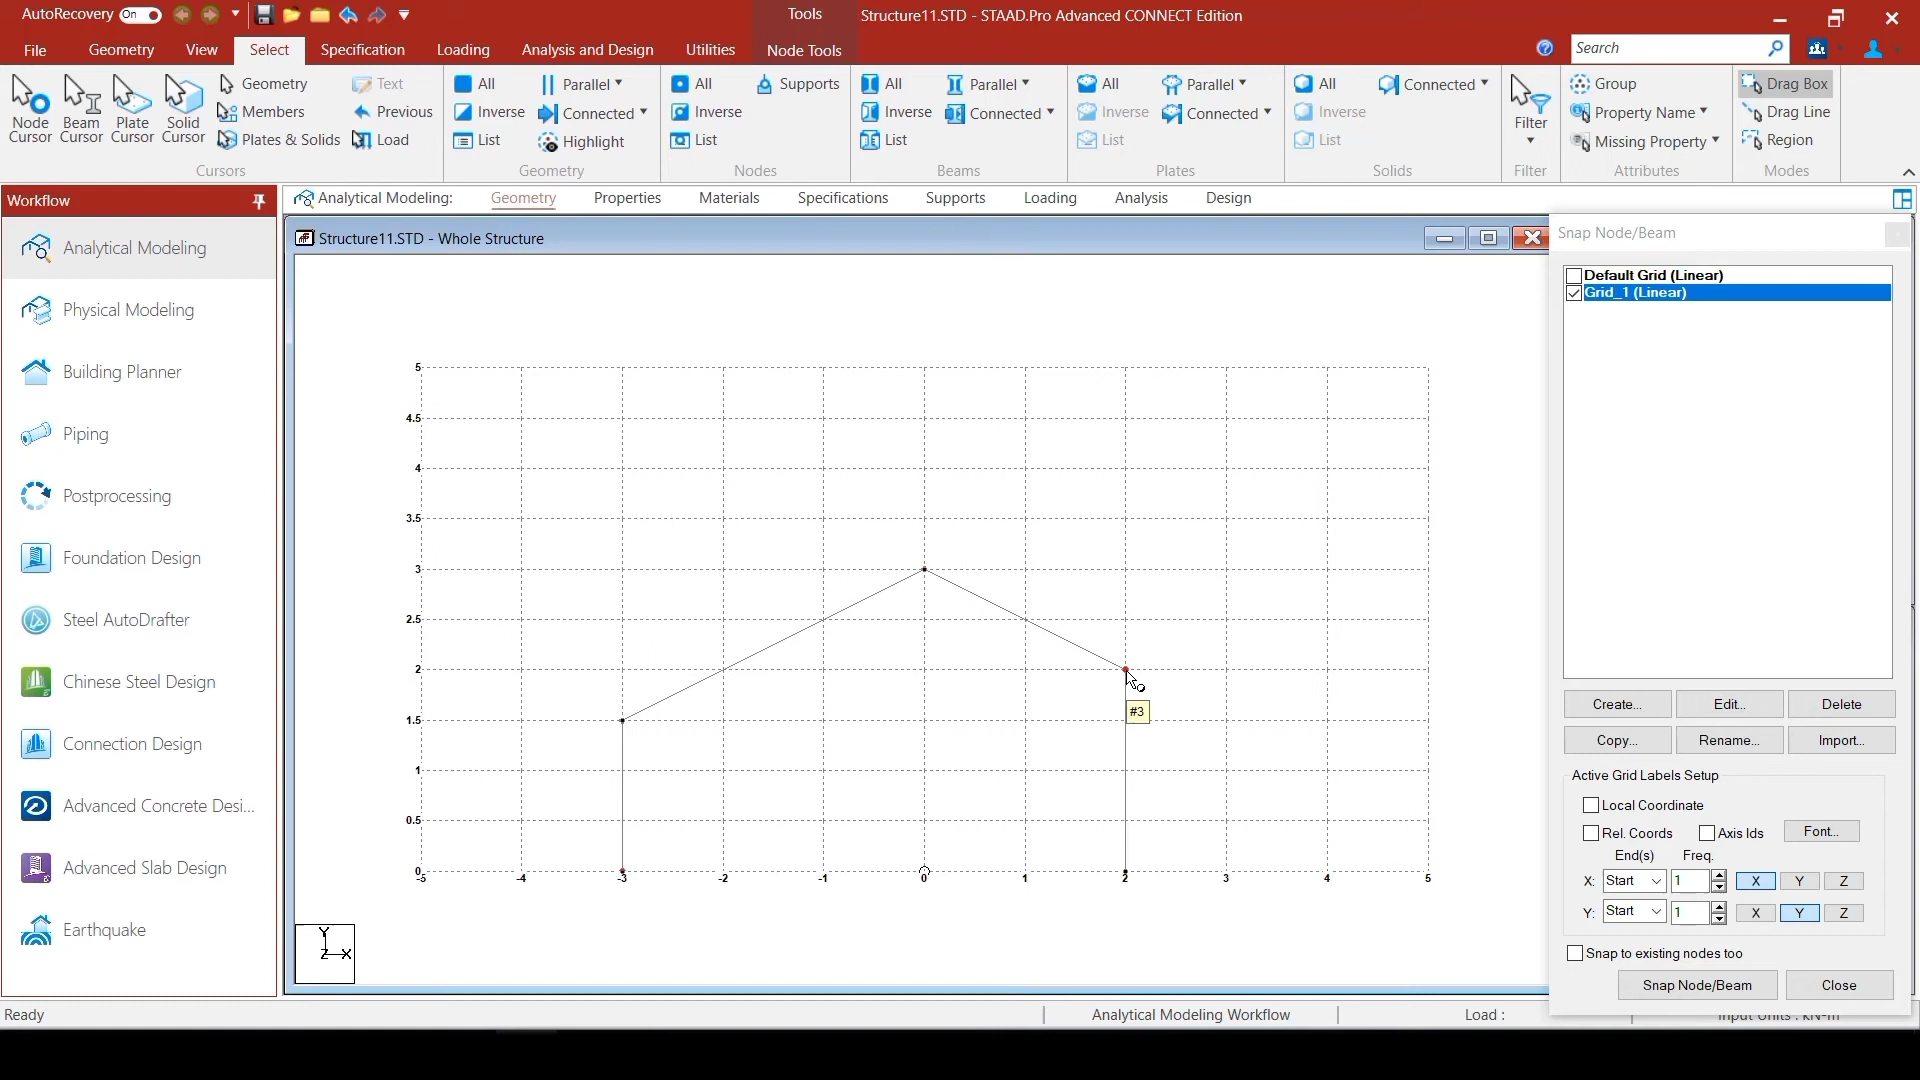 AutoRecovery On
Tools
Structure11.STD - STAAD.Pro Advanced CONNECT Edition
File
Geometry
View
Select
Specification
Loading
Analysis and Design
Utilities
Node Tools
Search
Node Cursor
Beam Cursor
Plate Cursor
Solid Cursor
Geometry
Members
Plates & Solids
Text
Previous
Load
Cursors
All
Inverse
List
Parallel
Connected
Highlight
Geometry
All
Inverse
List
Supports
Nodes
All
Inverse
List
Parallel
Connected
Beams
All
Inverse
List
Parallel
Connected
Plates
All
Inverse
List
Connected
Solids
Filter
Filter
Group
Property Name
Missing Property
Attributes
Drag Box
Drag Line
Region
Modes
Workflow
Analytical Modeling
Physical Modeling
Building Planner
Piping
Postprocessing
Foundation Design
Steel AutoDrafter
Chinese Steel Design
Connection Design
Advanced Concrete Desi...
Advanced Slab Design
Earthquake
Analytical Modeling:
Geometry
Properties
Materials
Specifications
Supports
Loading
Analysis
Design
Structure11.STD - Whole Structure
5
4.5
4
3.5
3
2.5
2
1.5
1
0.5
0
-5
-4
-3
-2
-1
0
1
2
3
4
5
#3
Y
Z
X
Snap Node/Beam
Default Grid (Linear)
Grid_1 (Linear)
Create...
Edit...
Delete
Copy...
Rename...
Import...
Active Grid Labels Setup
Local Coordinate
Rel. Coords
Axis Ids
Font...
End(s)
Freq.
X: Start 1 X Y Z
Y: Start 1 X Y Z
Snap to existing nodes too
Snap Node/Beam
Close
Ready
Analytical Modeling Workflow
Load :
Input Units : kN-m